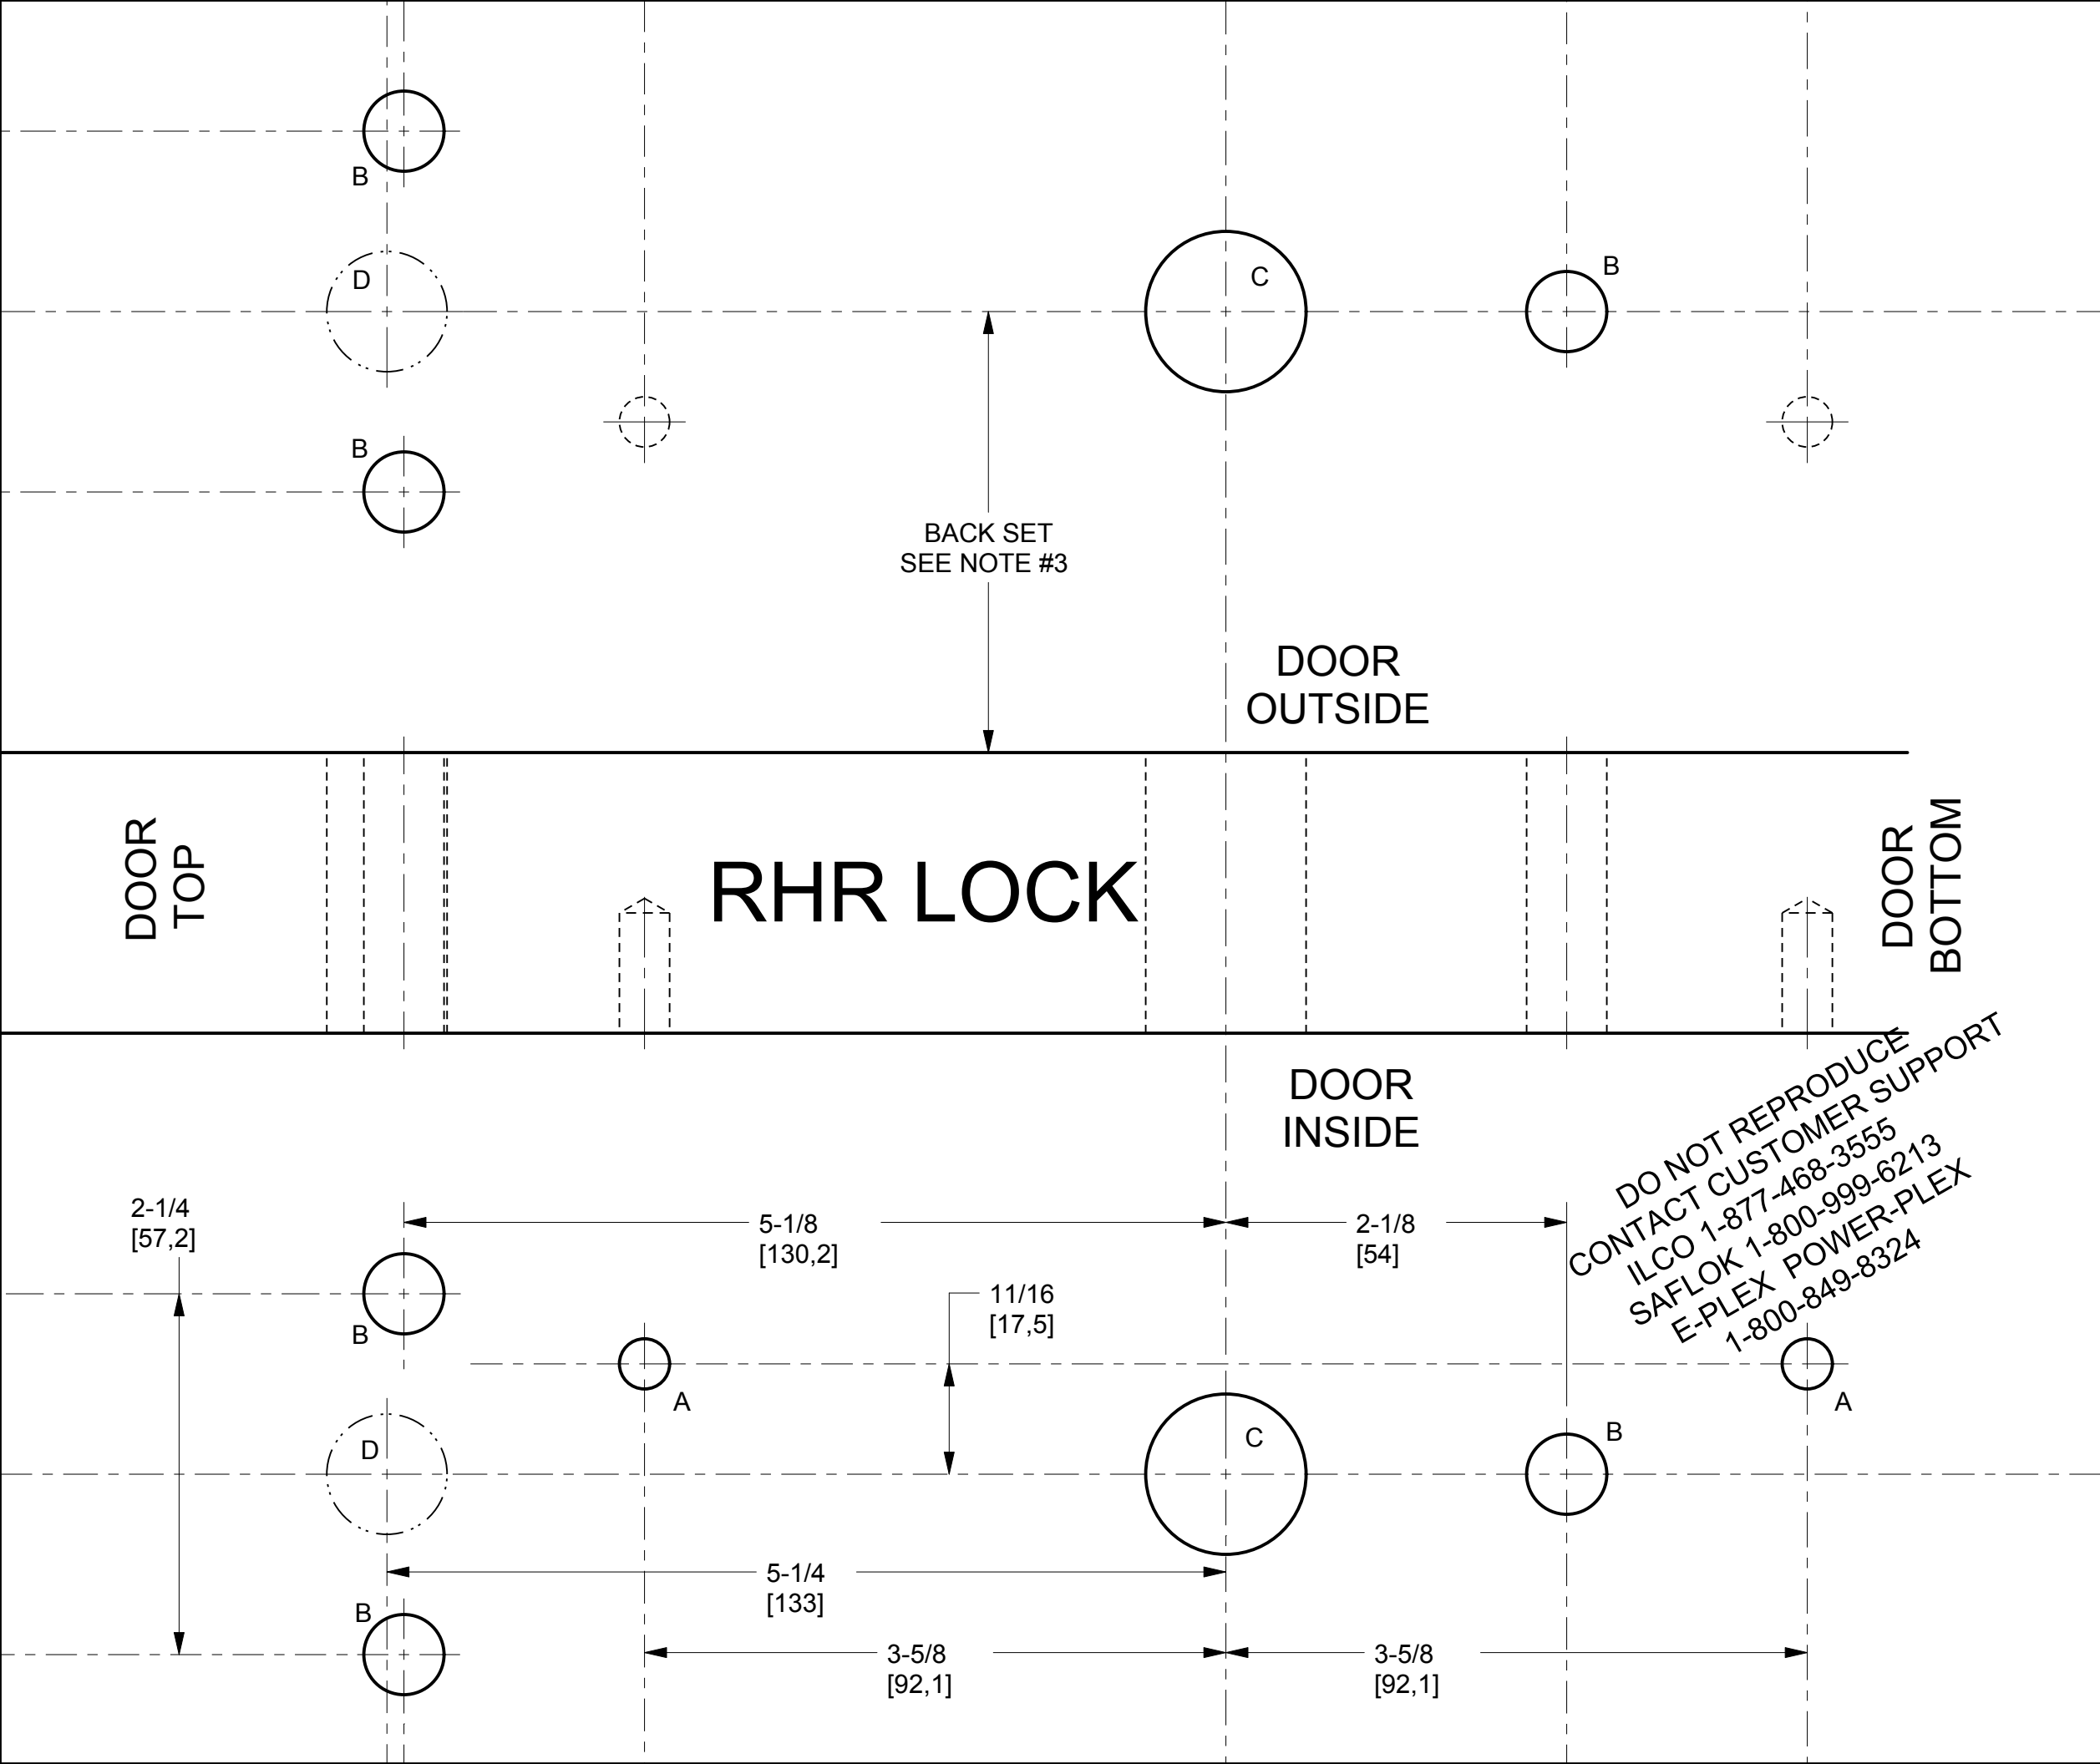 B
D
C
B
B
BACK SET
SEE NOTE #3
DOOR
OUTSIDE
DOOR
TOP
RHR LOCK
DOOR
BOTTOM
DOOR
INSIDE
DO NOT REPRODUCE
CONTACT CUSTOMER SUPPORT
ILCO 1-877-468-3555
SAFLOK 1-800-999-6213
E-PLEX POWER-PLEX
1-800-849-8324
2-1/4
[57,2]
5-1/8
[130,2]
2-1/8
[54]
11/16
[17,5]
B
A
A
D
C
B
5-1/4
[133]
B
3-5/8
[92,1]
3-5/8
[92,1]